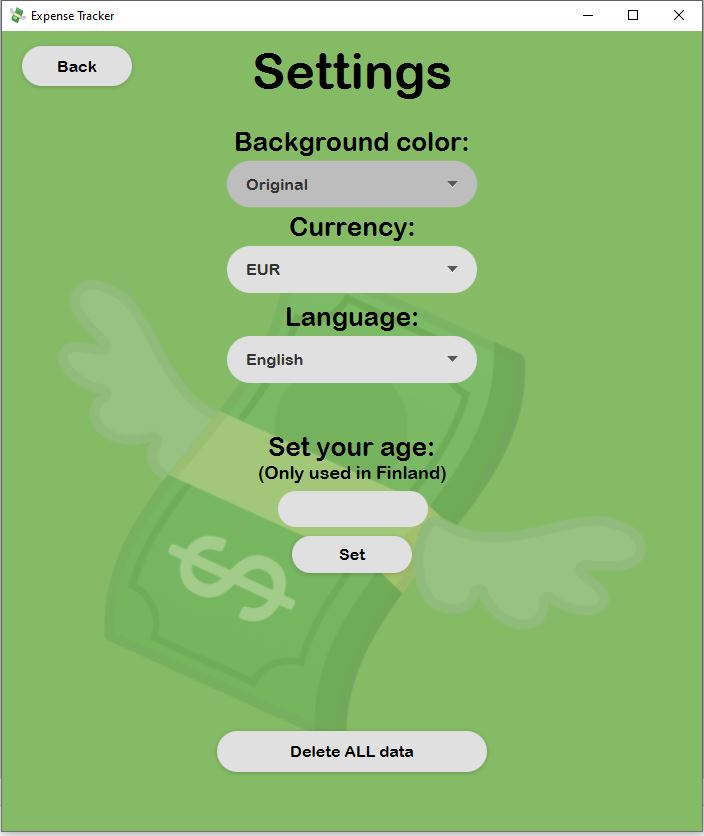 Expense Tracker
Back
Settings
Background color:
Original
Currency:
EUR
Language:
English
Set your age:
(Only used in Finland)
Set
$
Delete ALL data